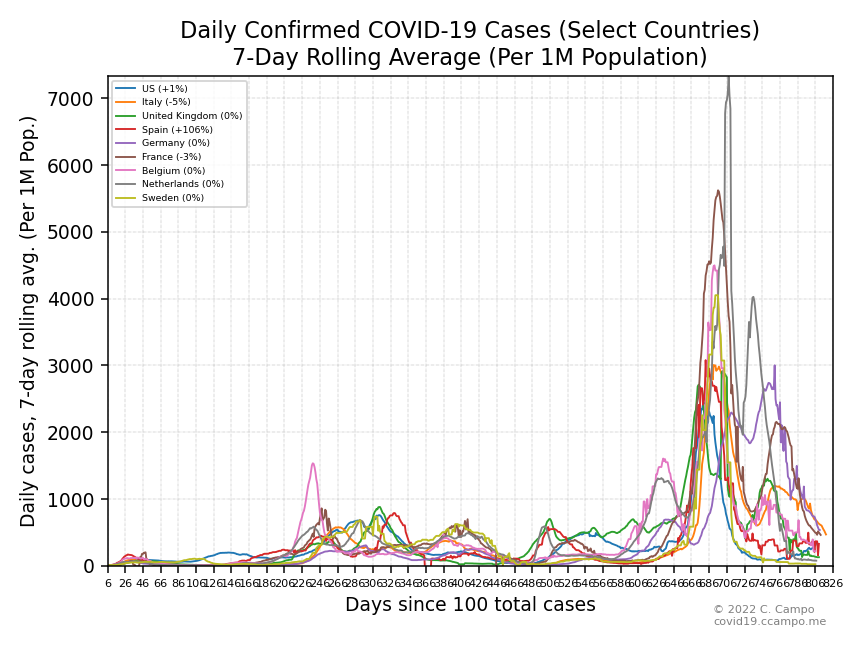 Daily Confirmed COVID-19 Cases (Select Countries)
7-Day Rolling Average (Per 1M Population)
Daily cases, 7-day rolling avg. (Per 1M Pop.)
7000
6000
5000
4000
3000
2000
1000
0
US (+1%)
Italy (-5%)
United Kingdom (0%)
Spain (+106%)
Germany (0%)
France (-3%)
Belgium (0%)
Netherlands (0%)
Sweden (0%)
6 26 46 66 86 106 126 146 166 186 206 226 246 266 286 306 326 346 366 386 406 426 446 466 486 506 526 546 566 586 606 626 646 666 686 706 726 746 766 786 806 826
Days since 100 total cases
© 2022 C. Campo
covid19.ccampo.me